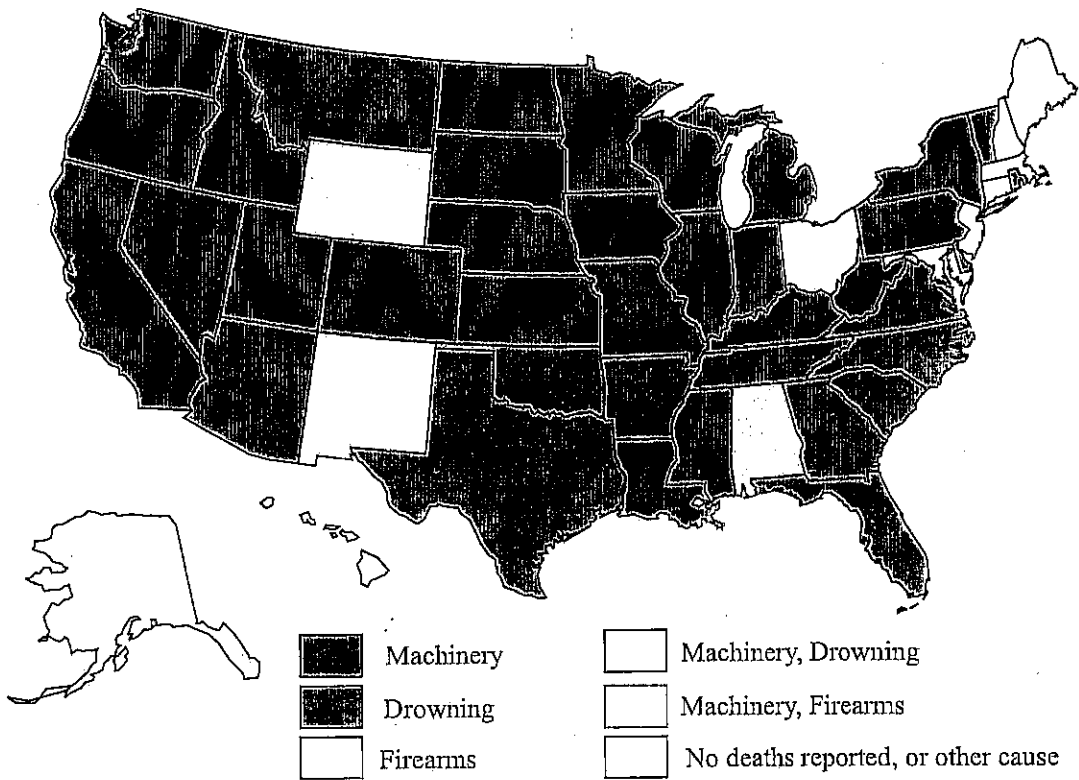 Machinery
Drowning
Firearms
Machinery, Drowning
Machinery, Firearms
No deaths reported, or other cause